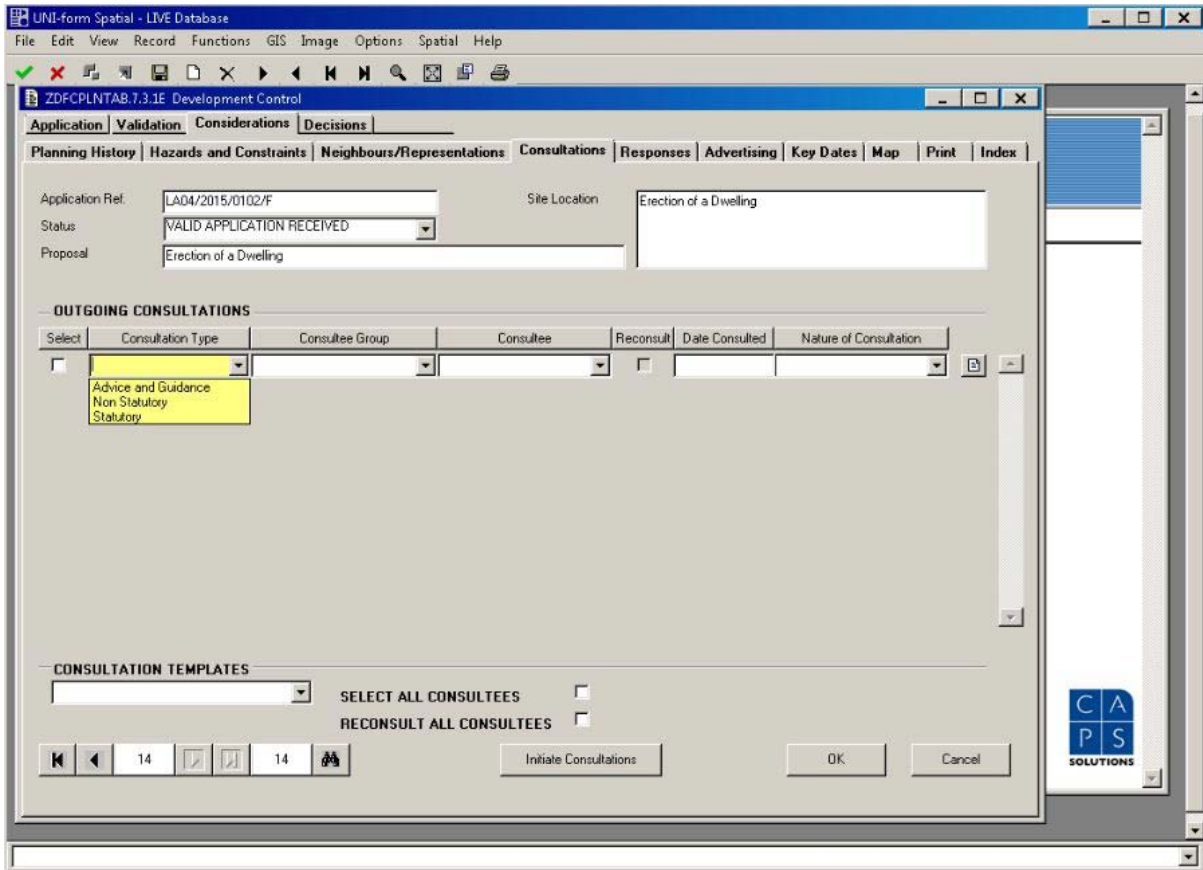 UNI-form Spatial - LIVE Database
File Edit View Record Functions GIS Image Options Spatial Help
ZDFCPLNTAB.7.3.1E Development Control
Application Validation Considerations Decisions
Planning History Hazards and Constraints Neighbours/Representations Consultations Responses Advertising Key Dates Map Print Index
Application Ref. LA04/2015/0102/F Site Location Erection of a Dwelling
Status VALID APPLICATION RECEIVED
Proposal Erection of a Dwelling
OUTGOING CONSULTATIONS
Select Consultation Type Consultee Group Consultee Reconsult Date Consulted Nature of Consultation
Advice and Guidance
Non Statutory
Statutory
CONSULTATION TEMPLATES
SELECT ALL CONSULTEES
RECONSULT ALL CONSULTEES
14 14 Initiate Consultations OK Cancel
C A
P S
SOLUTIONS